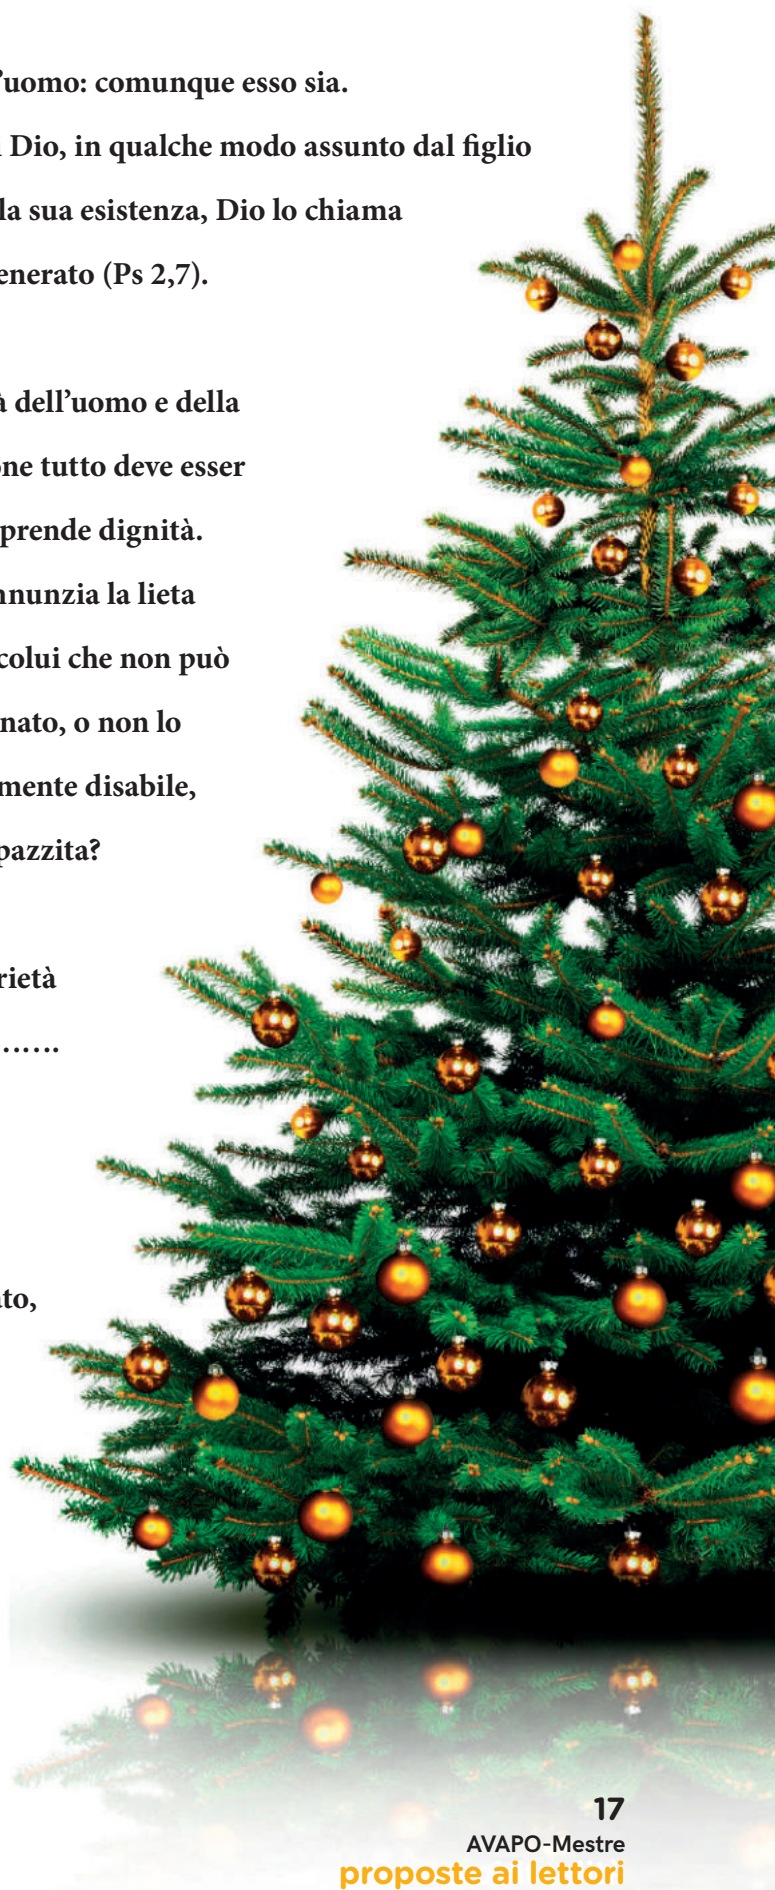 ’uomo: comunque esso sia.
Dio, in qualche modo assunto dal figlio
la sua esistenza, Dio lo chiama
enerato (Ps 2,7).
à dell’uomo e della
one tutto deve esser
prende dignità.
nnunzia la lieta
colui che non può
nato, o non lo
mente disabile,
pazzita?
rietà
…….
ato,
17
AVAPO-Mestre
proposte ai lettori